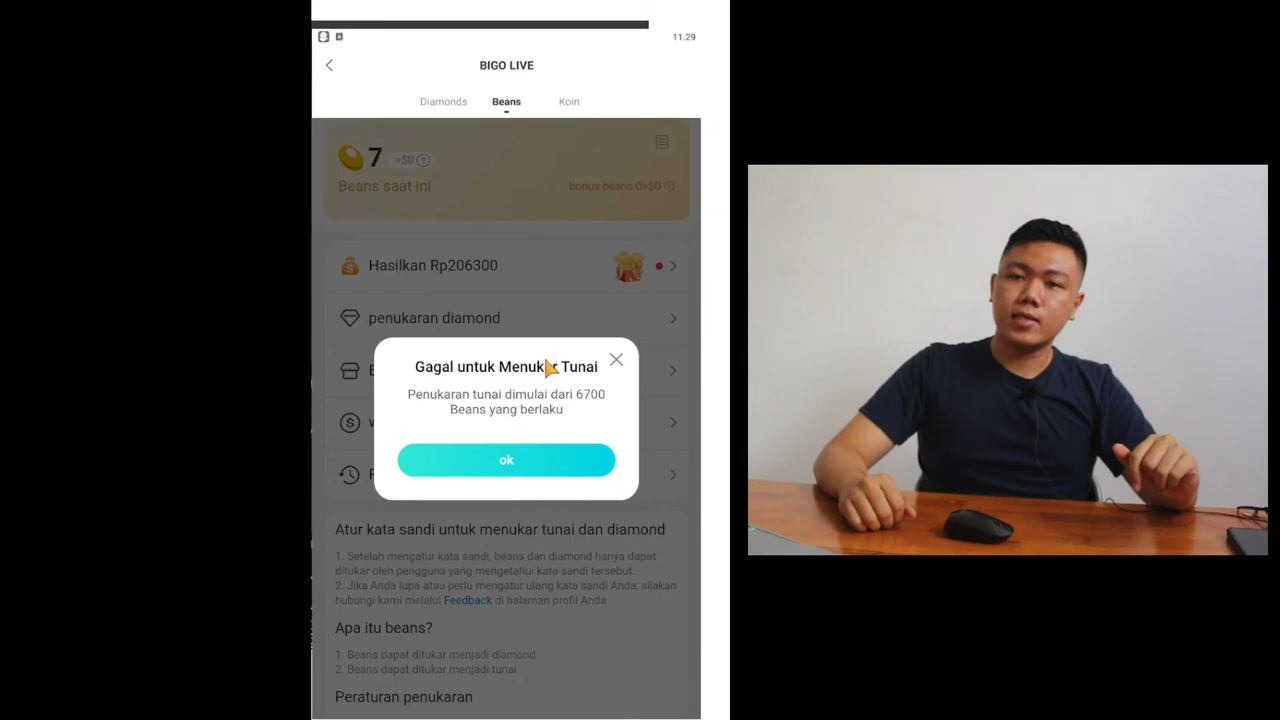 11.29
BIGO LIVE
Diamonds Beans Koin
7 ≈$0 ?
Beans saat ini
bonus beans 0≈$0 ?
Hasilkan Rp206300
penukaran diamond
Gagal untuk Menukar Tunai
Penukaran tunai dimulai dari 6700
Beans yang berlaku
ok
Atur kata sandi untuk menukar tunai dan diamond
1. Setelah mengatur kata sandi, beans dan diamond hanya dapat
ditukar oleh pengguna yang mengetahui kata sandi tersebut.
2. Jika Anda lupa atau perlu mengatur ulang kata sandi Anda, silakan
hubungi kami melalui Feedback di halaman profil Anda
Apa itu beans?
1. Beans dapat ditukar menjadi diamond
2. Beans dapat ditukar menjadi tunai
Peraturan penukaran